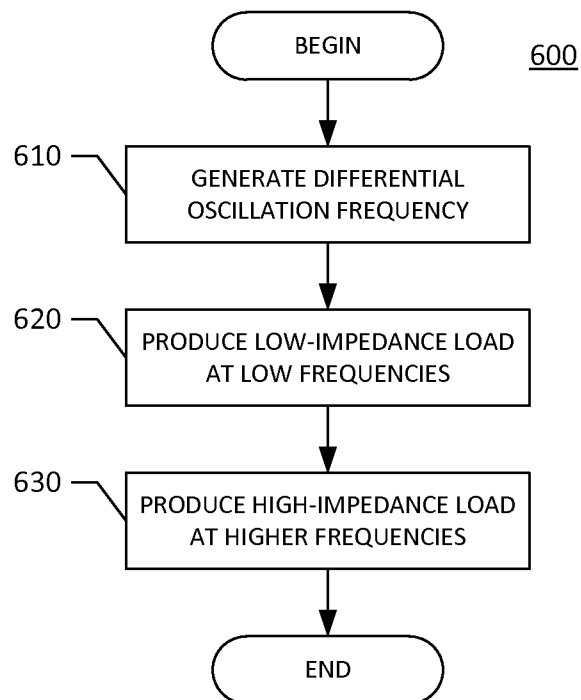 BEGIN
600
610
GENERATE DIFFERENTIAL
OSCILLATION FREQUENCY
620
PRODUCE LOW-IMPEDANCE LOAD
AT LOW FREQUENCIES
630
PRODUCE HIGH-IMPEDANCE LOAD
AT HIGHER FREQUENCIES
END